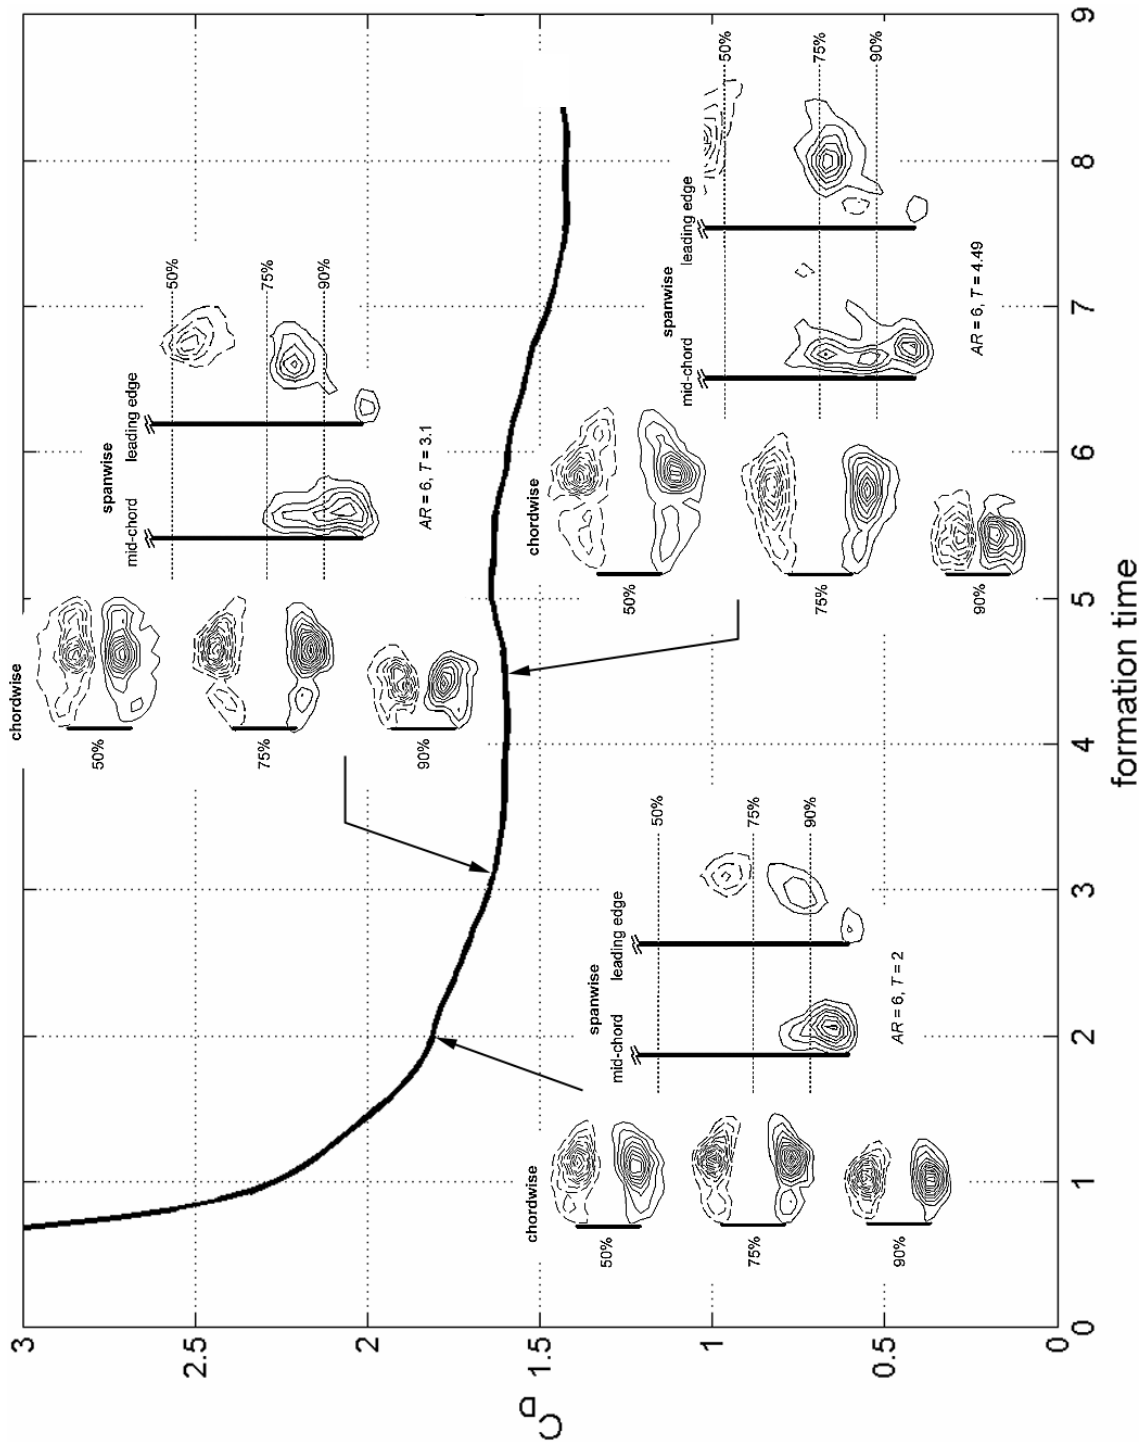 3
2.5
2
1.5
1
0.5
0
C_D
0
1
2
3
4
5
6
7
8
9
formation time
chordwise
50%
75%
90%
spanwise
mid-chord
leading edge
50%
75%
90%
AR = 6, T = 3.1
chordwise
50%
75%
90%
spanwise
mid-chord
leading edge
50%
75%
90%
AR = 6, T = 2
chordwise
50%
75%
90%
spanwise
mid-chord
leading edge
50%
75%
90%
AR = 6, T = 4.49